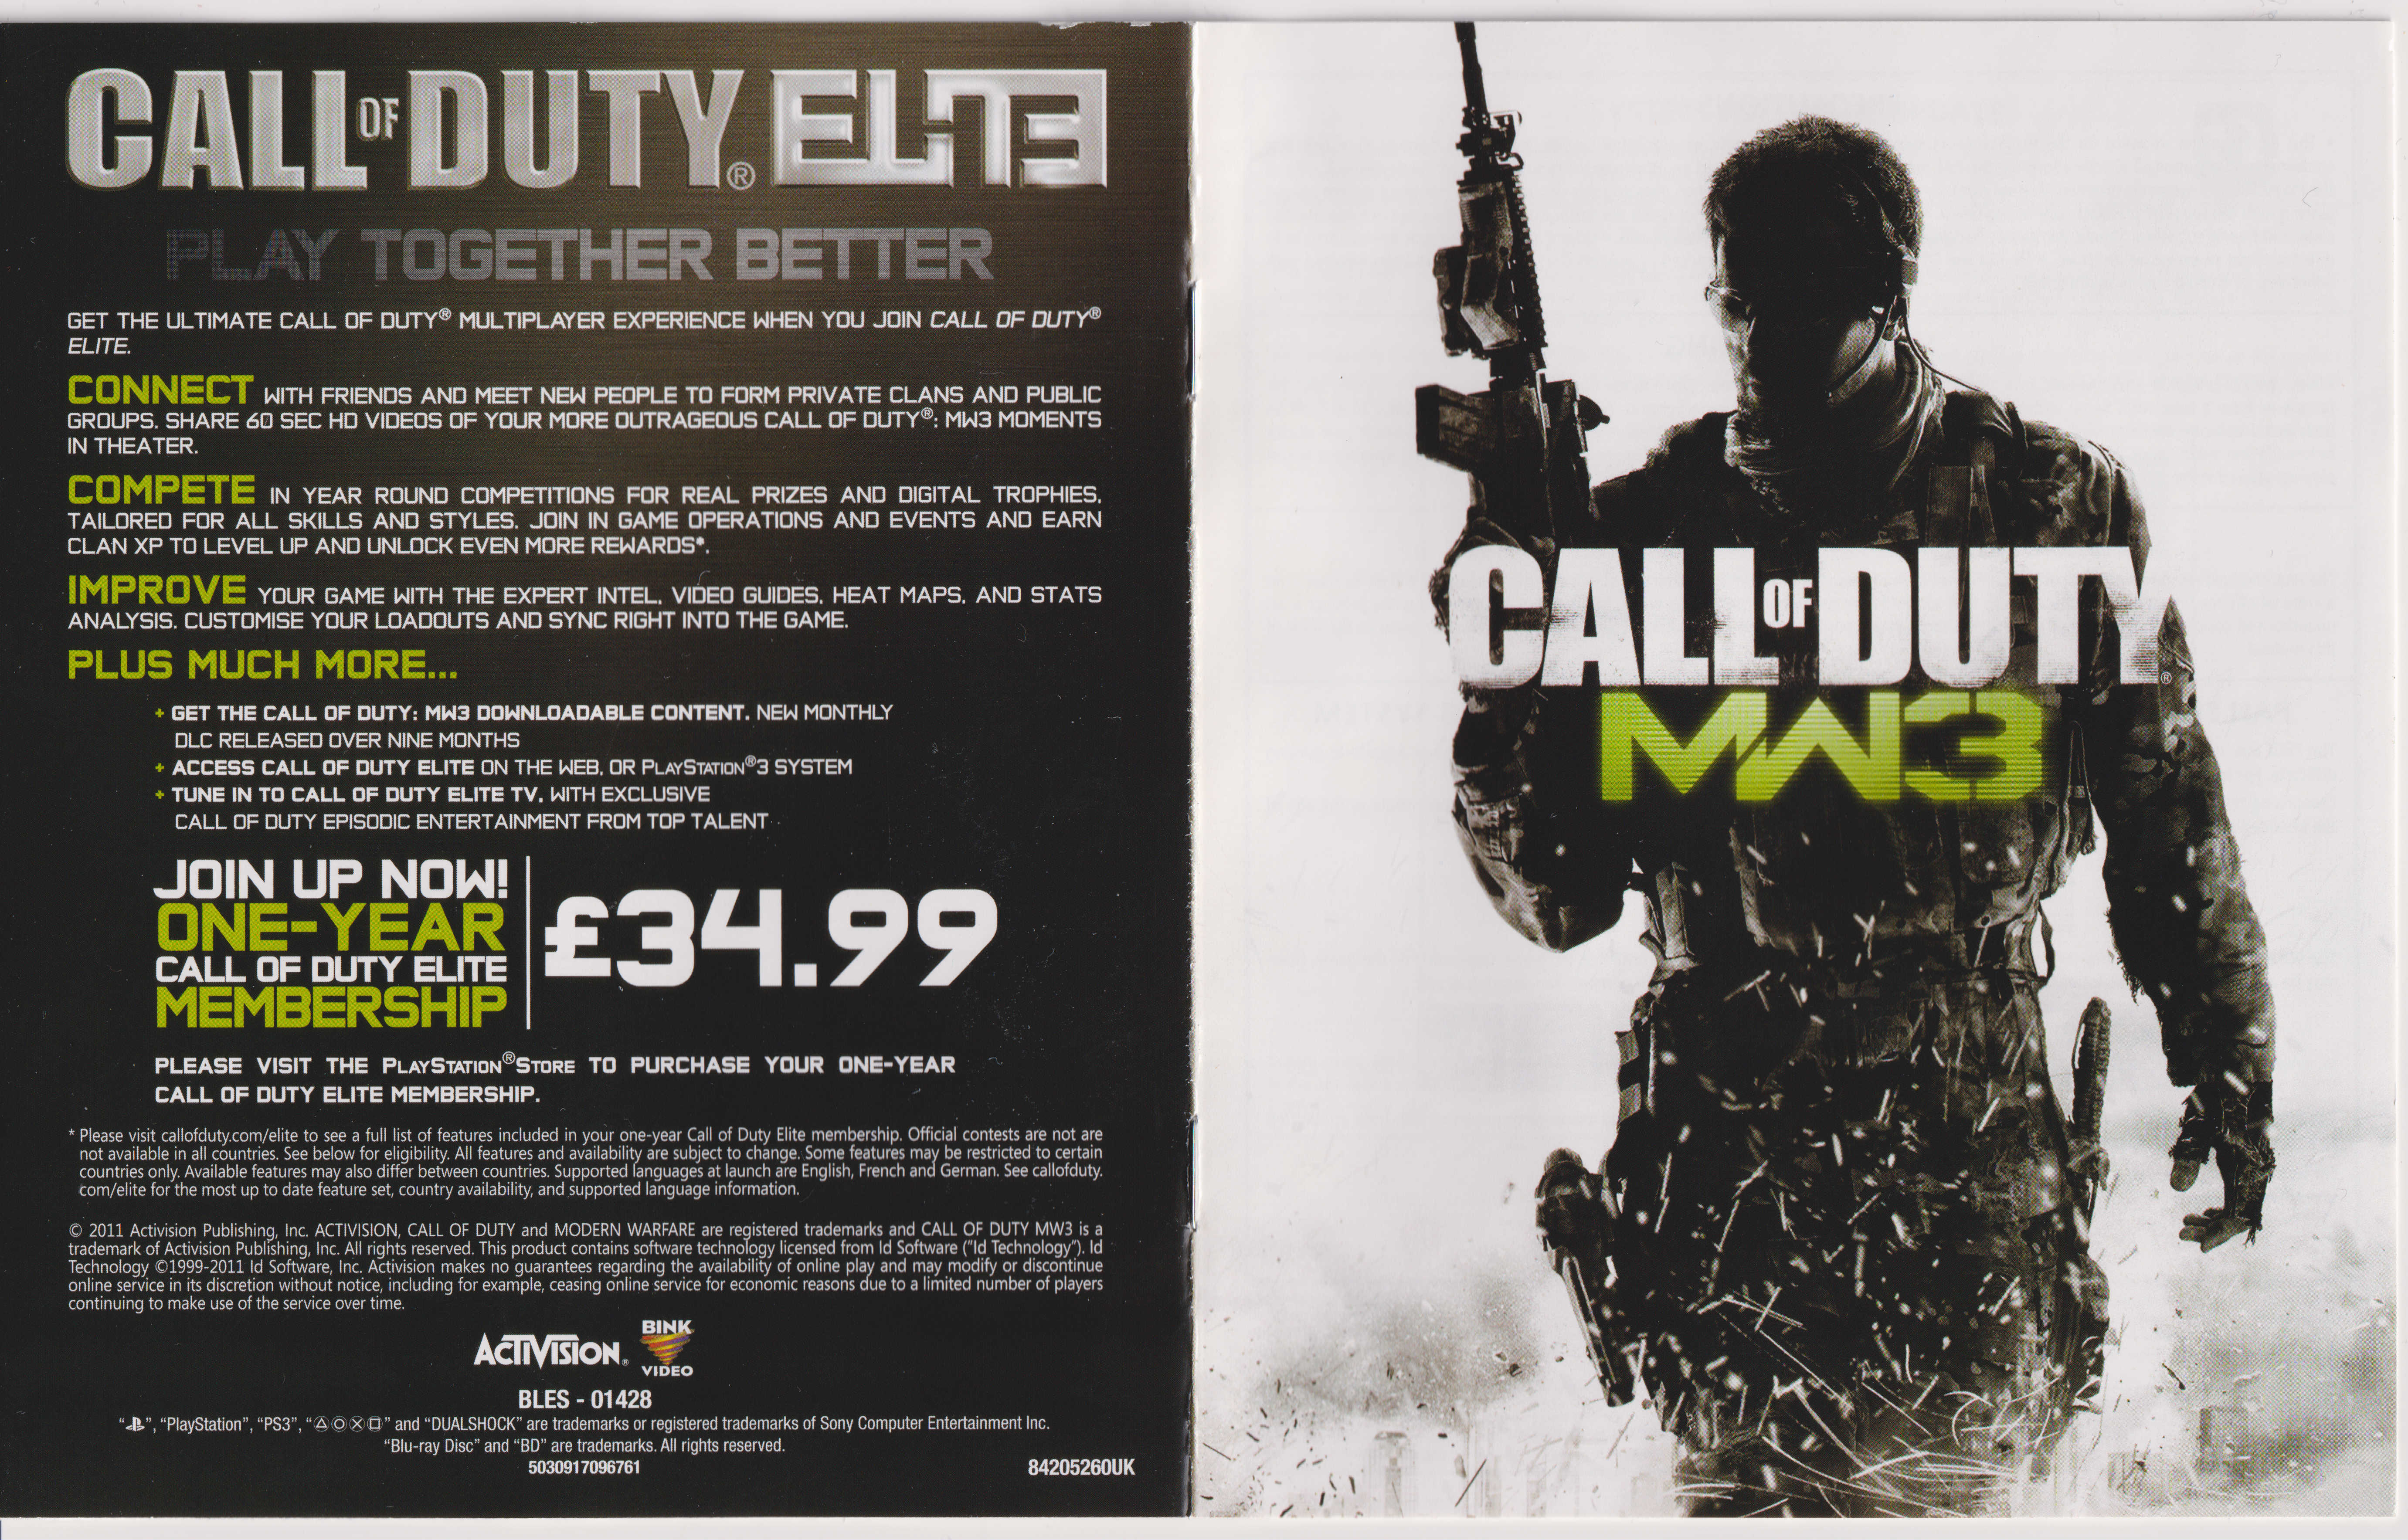 CALL OF DUTY® ELITE
PLAY TOGETHER BETTER
GET THE ULTIMATE CALL OF DUTY® MULTIPLAYER EXPERIENCE WHEN YOU JOIN CALL OF DUTY®
ELITE.
CONNECT WITH FRIENDS AND MEET NEW PEOPLE TO FORM PRIVATE CLANS AND PUBLIC
GROUPS. SHARE 60 SEC HD VIDEOS OF YOUR MORE OUTRAGEOUS CALL OF DUTY®: MW3 MOMENTS
IN THEATER.
COMPETE IN YEAR ROUND COMPETITIONS FOR REAL PRIZES AND DIGITAL TROPHIES,
TAILORED FOR ALL SKILLS AND STYLES. JOIN IN GAME OPERATIONS AND EVENTS AND EARN
CLAN XP TO LEVEL UP AND UNLOCK EVEN MORE REWARDS*.
IMPROVE YOUR GAME WITH THE EXPERT INTEL, VIDEO GUIDES, HEAT MAPS, AND STATS
ANALYSIS. CUSTOMISE YOUR LOADOUTS AND SYNC RIGHT INTO THE GAME.
PLUS MUCH MORE...
+ GET THE CALL OF DUTY: MW3 DOWNLOADABLE CONTENT. NEW MONTHLY
DLC RELEASED OVER NINE MONTHS
+ ACCESS CALL OF DUTY ELITE ON THE WEB, OR PLAYSTATION®3 SYSTEM
+ TUNE IN TO CALL OF DUTY ELITE TV, WITH EXCLUSIVE
CALL OF DUTY EPISODIC ENTERTAINMENT FROM TOP TALENT
JOIN UP NOW!
ONE-YEAR
CALL OF DUTY ELITE
MEMBERSHIP
£34.99
PLEASE VISIT THE PLAYSTATION®STORE TO PURCHASE YOUR ONE-YEAR
CALL OF DUTY ELITE MEMBERSHIP.
* Please visit callofduty.com/elite to see a full list of features included in your one-year Call of Duty Elite membership. Official contests are not are
not available in all countries. See below for eligibility. All features and availability are subject to change. Some features may be restricted to certain
countries only. Available features may also differ between countries. Supported languages at launch are English, French and German. See callofduty.
com/elite for the most up to date feature set, country availability, and supported language information.
© 2011 Activision Publishing, Inc. ACTIVISION, CALL OF DUTY and MODERN WARFARE are registered trademarks and CALL OF DUTY MW3 is a
trademark of Activision Publishing, Inc. All rights reserved. This product contains software technology licensed from Id Software ("Id Technology"). Id
Technology ©1999-2011 Id Software, Inc. Activision makes no guarantees regarding the availability of online play and may modify or discontinue
online service in its discretion without notice, including for example, ceasing online service for economic reasons due to a limited number of players
continuing to make use of the service over time.
ACTIVISION®
BINK
VIDEO
BLES - 01428
"", "PlayStation", "PS3", "△○✕□" and "DUALSHOCK" are trademarks or registered trademarks of Sony Computer Entertainment Inc.
"Blu-ray Disc" and "BD" are trademarks. All rights reserved.
5030917096761
84205260UK
CALL OF DUTY®
MW3